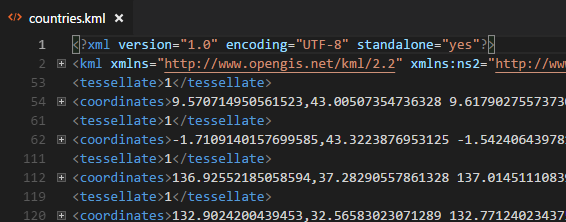 countries.kml
1 <?xml version="1.0" encoding="UTF-8" standalone="yes"?>
2 <kml xmlns="http://www.opengis.net/kml/2.2" xmlns:ns2="http://ww
53 <tessellate>1</tessellate>
54 <coordinates>9.570714950561523,43.00507354736328 9.6179027557373
61 <tessellate>1</tessellate>
62 <coordinates>-1.7109140157699585,43.3223876953125 -1.54240643978
111 <tessellate>1</tessellate>
112 <coordinates>136.92552185058594,37.28290557861328 137.0145111083
119 <tessellate>1</tessellate>
120 <coordinates>132.9024200439453,32.56583023071289 132.77124023437